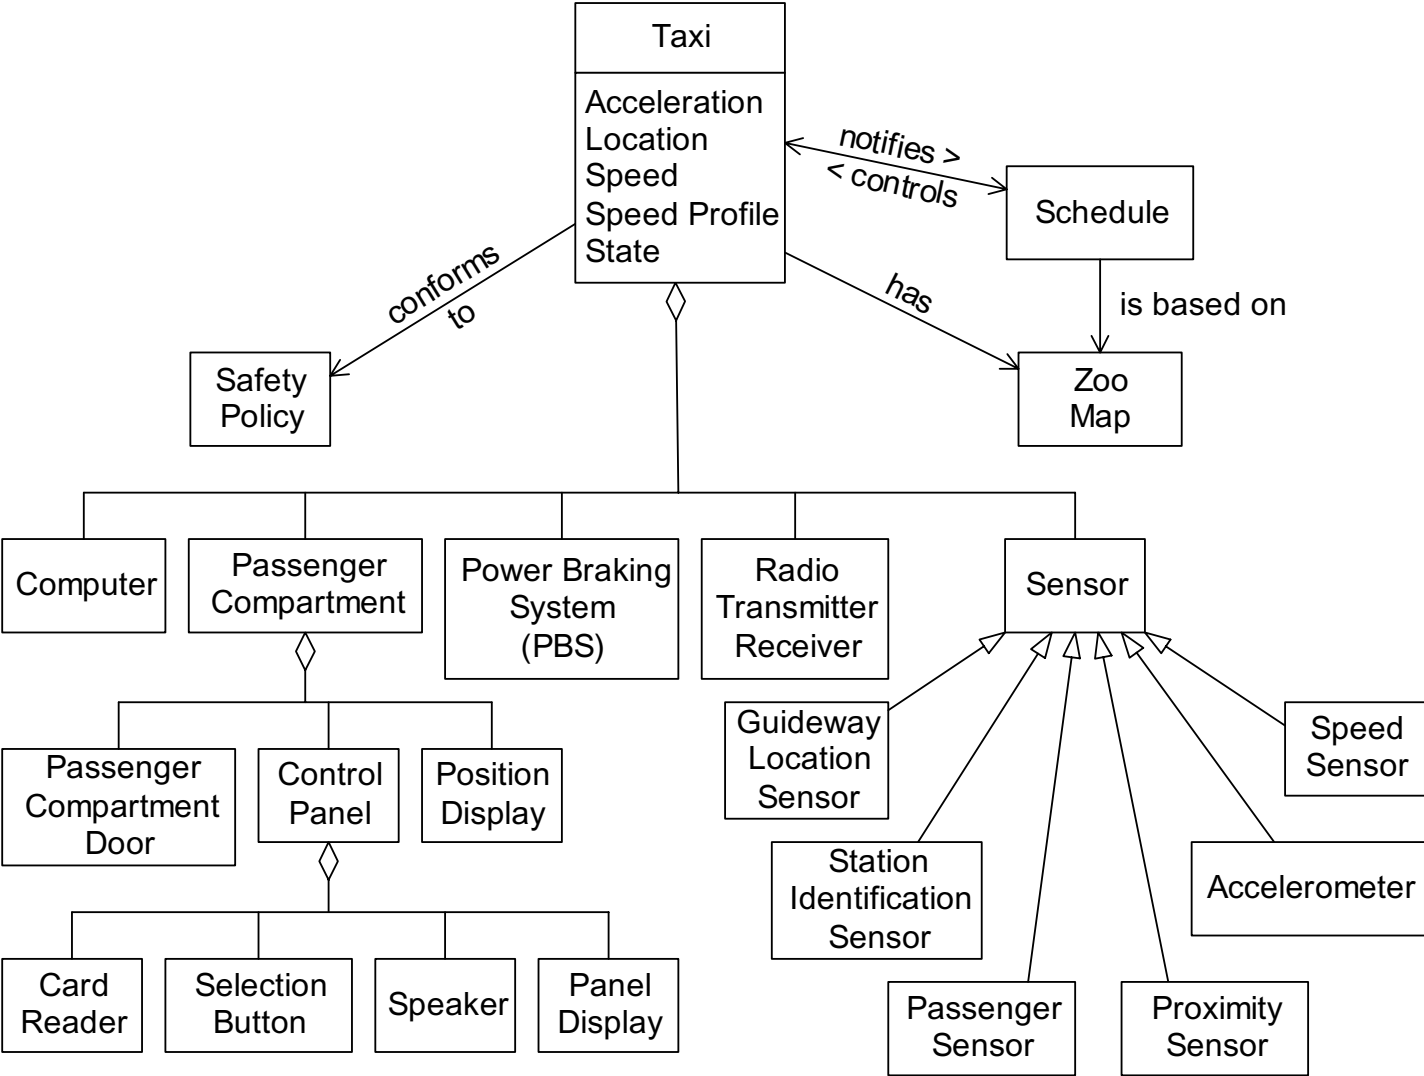 Taxi
Acceleration
Location
Speed
Speed Profile
State
notifies >
< controls
Schedule
conforms
to
has
is based on
Safety
Policy
Zoo
Map
Computer
Passenger
Compartment
Power Braking
System
(PBS)
Radio
Transmitter
Receiver
Sensor
Passenger
Compartment
Door
Control
Panel
Position
Display
Guideway
Location
Sensor
Speed
Sensor
Station
Identification
Sensor
Accelerometer
Card
Reader
Selection
Button
Speaker
Panel
Display
Passenger
Sensor
Proximity
Sensor